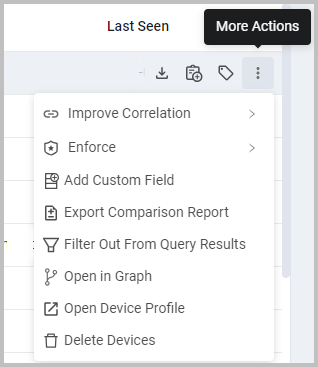 Last Seen
More Actions
Improve Correlation
Enforce
Add Custom Field
Export Comparison Report
Filter Out From Query Results
Open in Graph
Open Device Profile
Delete Devices